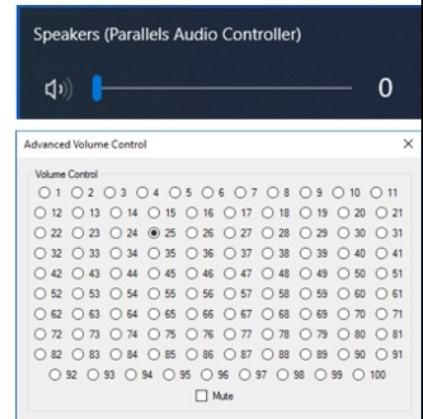 Speakers (Parallels Audio Controller)
0
Advanced Volume Control
Volume Control
1 2 3 4 5 6 7 8 9 10 11
12 13 14 15 16 17 18 19 20 21
22 23 24 25 26 27 28 29 30 31
32 33 34 35 36 37 38 39 40 41
42 43 44 45 46 47 48 49 50 51
52 53 54 55 56 57 58 59 60 61
62 63 64 65 66 67 68 69 70 71
72 73 74 75 76 77 78 79 80 81
82 83 84 85 86 87 88 89 90 91
92 93 94 95 96 97 98 99 100
Mute